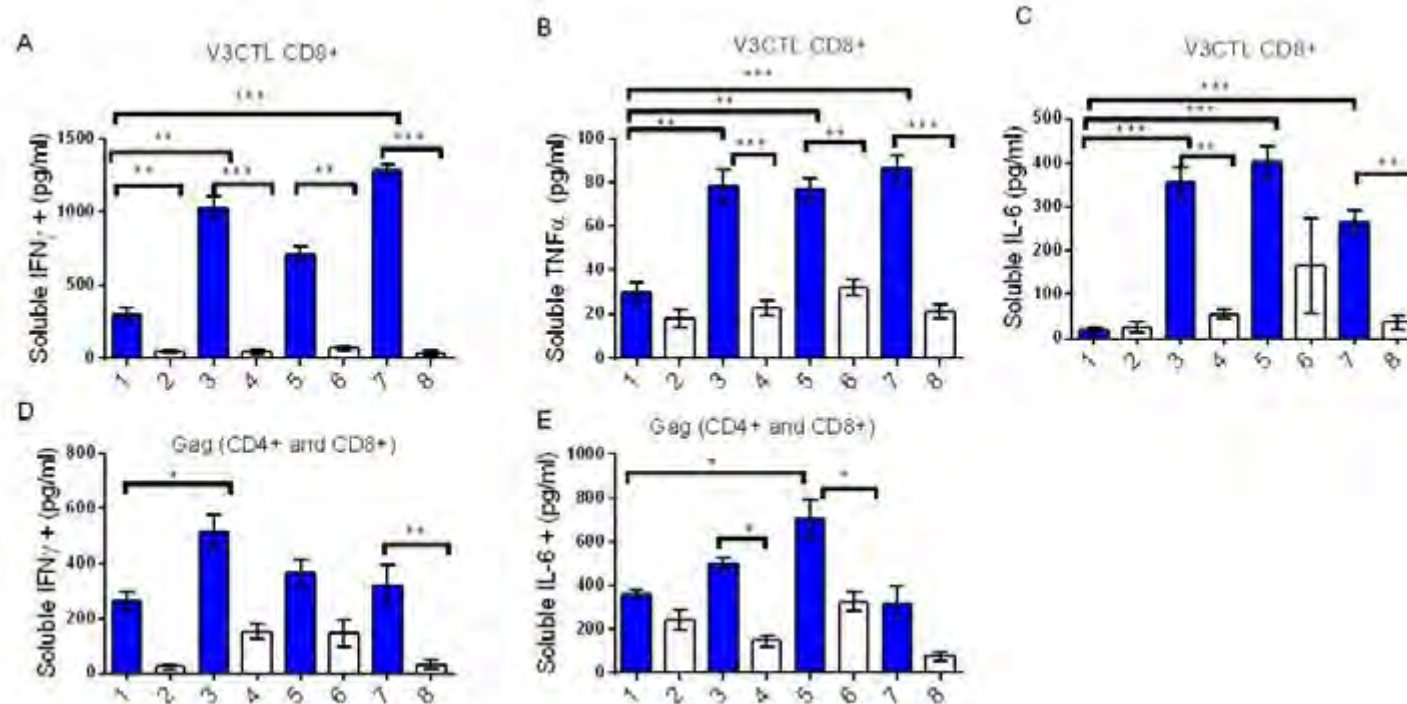 A
V3CTL CD8+
Soluble IFNγ + (pg/ml)
1500
1000
500
0
***
**
**
***
**
***
1 2 3 4 5 6 7 8
B
V3CTL CD8+
Soluble TNFα (pg/ml)
100
80
60
40
20
0
***
**
**
***
**
***
1 2 3 4 5 6 7 8
C
V3CTL CD8+
Soluble IL-6 (pg/ml)
500
400
300
200
100
0
***
***
***
**
**
1 2 3 4 5 6 7 8
D
Gag (CD4+ and CD8+)
Soluble IFNγ + (pg/ml)
800
600
400
200
0
*
**
1 2 3 4 5 6 7 8
E
Gag (CD4+ and CD8+)
Soluble IL-6 + (pg/ml)
1000
800
600
400
200
0
*
*
*
1 2 3 4 5 6 7 8